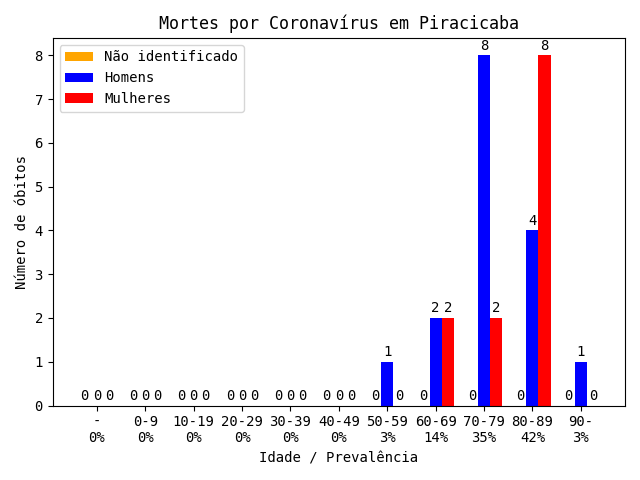 Mortes por Coronavírus em Piracicaba
Não identificado
Homens
Mulheres
Número de óbitos
8
7
6
5
4
3
2
1
0
0 0 0 0 0 0 0 0 0 0 0 0 0 0 0 0 0 0 0 1 0 0 2 2 0 8 2 0 4 8 0 1 0
- 0-9 10-19 20-29 30-39 40-49 50-59 60-69 70-79 80-89 90-
0% 0% 0% 0% 0% 0% 3% 14% 35% 42% 3%
Idade / Prevalência